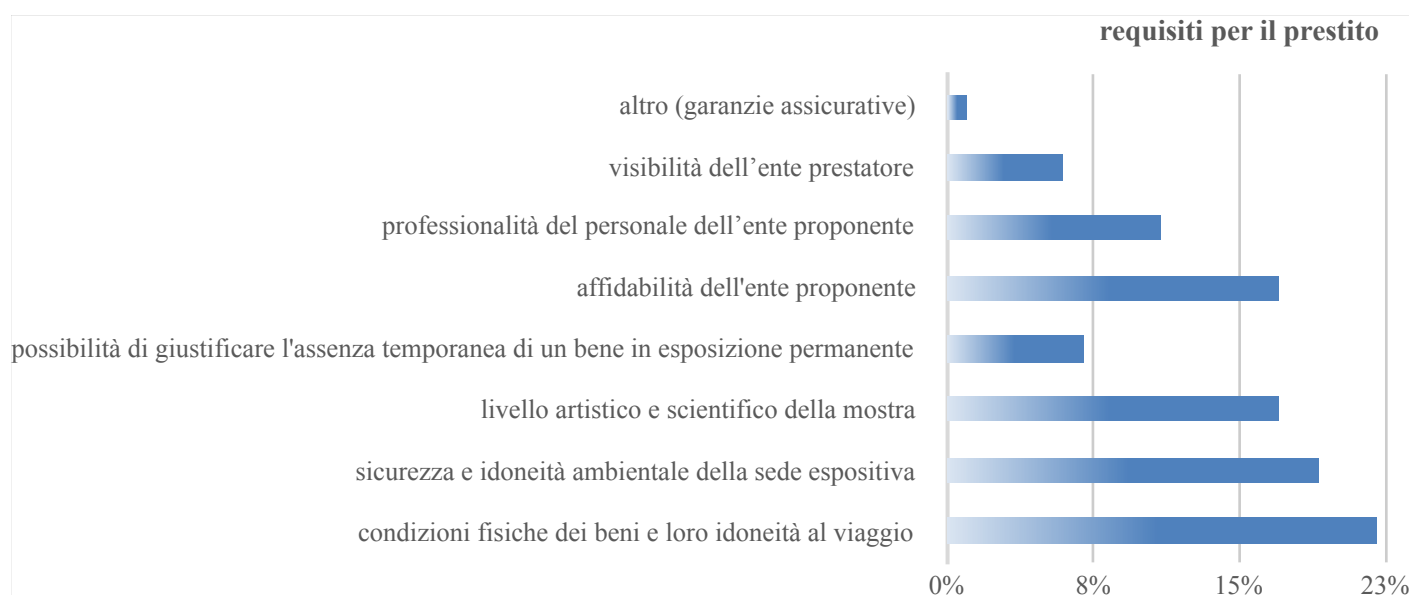 requisiti per il prestito
altro (garanzie assicurative)
visibilità dell’ente prestatore
professionalità del personale dell’ente proponente
affidabilità dell'ente proponente
possibilità di giustificare l'assenza temporanea di un bene in esposizione permanente
livello artistico e scientifico della mostra
sicurezza e idoneità ambientale della sede espositiva
condizioni fisiche dei beni e loro idoneità al viaggio
0% 8% 15% 23%